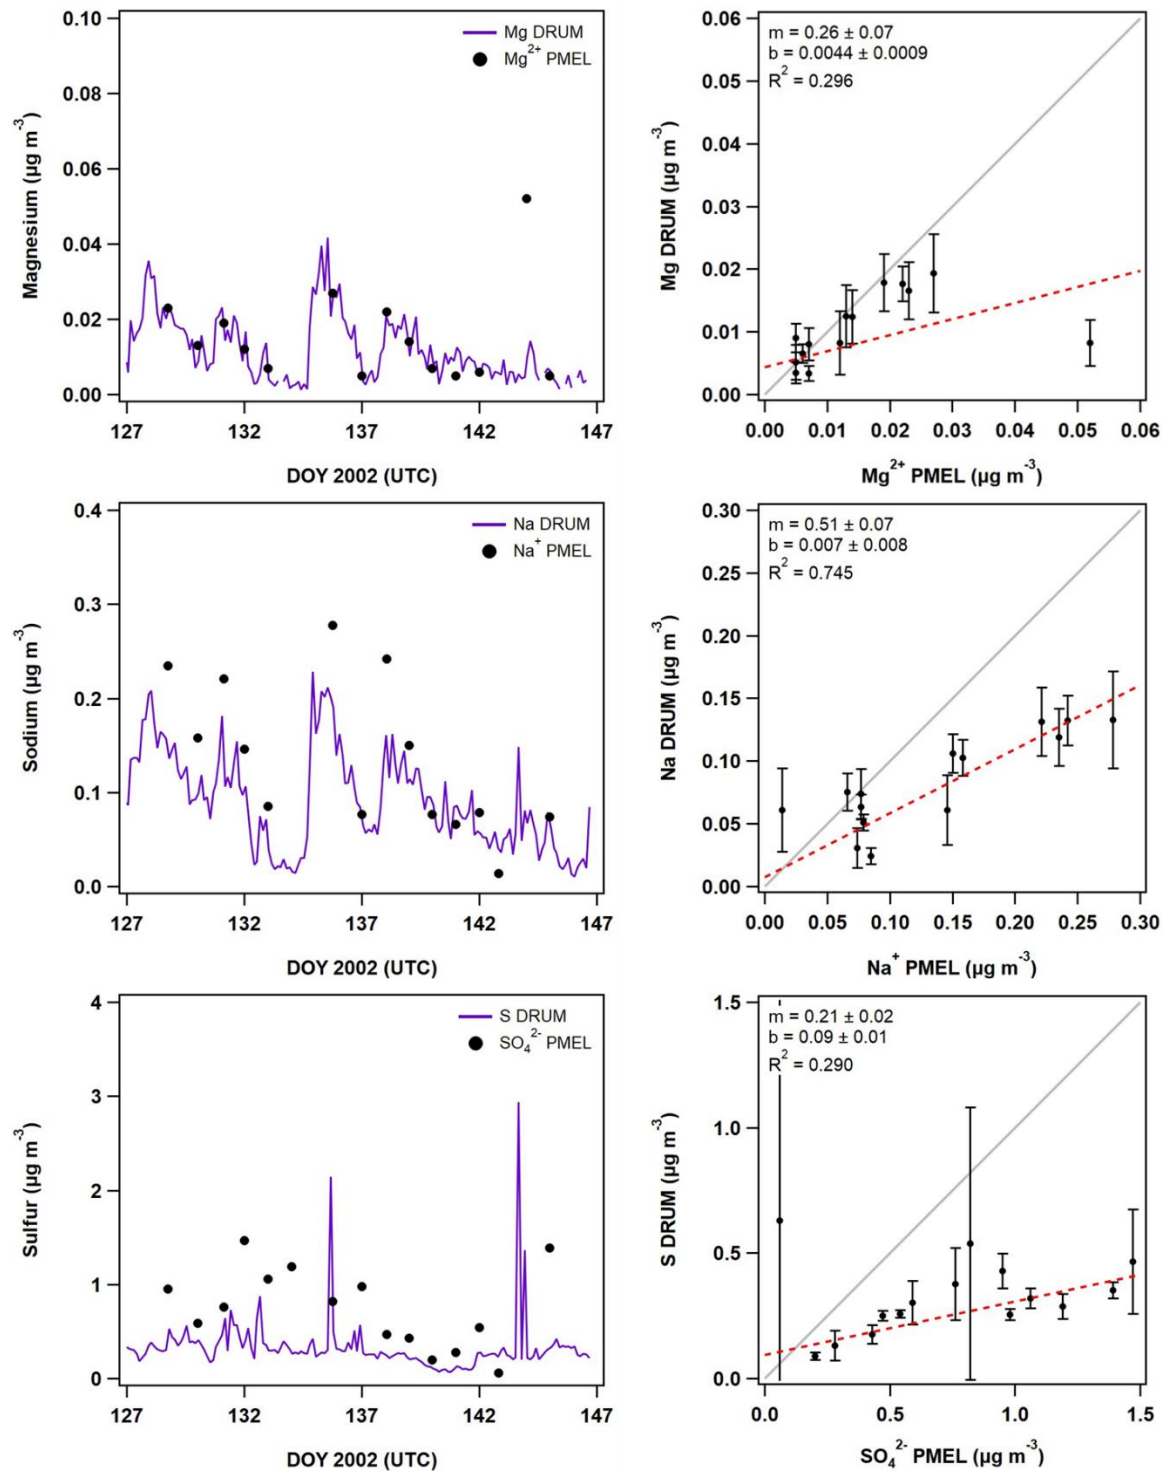 0.10
0.08
0.06
0.04
0.02
0.00
Magnesium (µg m⁻³)
Mg DRUM
Mg²⁺ PMEL
127 132 137 142 147
DOY 2002 (UTC)
0.06
0.05
0.04
0.03
0.02
0.01
0.00
Mg DRUM (µg m⁻³)
m = 0.26 ± 0.07
b = 0.0044 ± 0.0009
R² = 0.296
0.00 0.01 0.02 0.03 0.04 0.05 0.06
Mg²⁺ PMEL (µg m⁻³)
0.4
0.3
0.2
0.1
0.0
Sodium (µg m⁻³)
Na DRUM
Na⁺ PMEL
127 132 137 142 147
DOY 2002 (UTC)
0.30
0.25
0.20
0.15
0.10
0.05
0.00
Na DRUM (µg m⁻³)
m = 0.51 ± 0.07
b = 0.007 ± 0.008
R² = 0.745
0.00 0.05 0.10 0.15 0.20 0.25 0.30
Na⁺ PMEL (µg m⁻³)
4
3
2
1
0
Sulfur (µg m⁻³)
S DRUM
SO₄²⁻ PMEL
127 132 137 142 147
DOY 2002 (UTC)
1.5
1.0
0.5
0.0
S DRUM (µg m⁻³)
m = 0.21 ± 0.02
b = 0.09 ± 0.01
R² = 0.290
0.0 0.5 1.0 1.5
SO₄²⁻ PMEL (µg m⁻³)